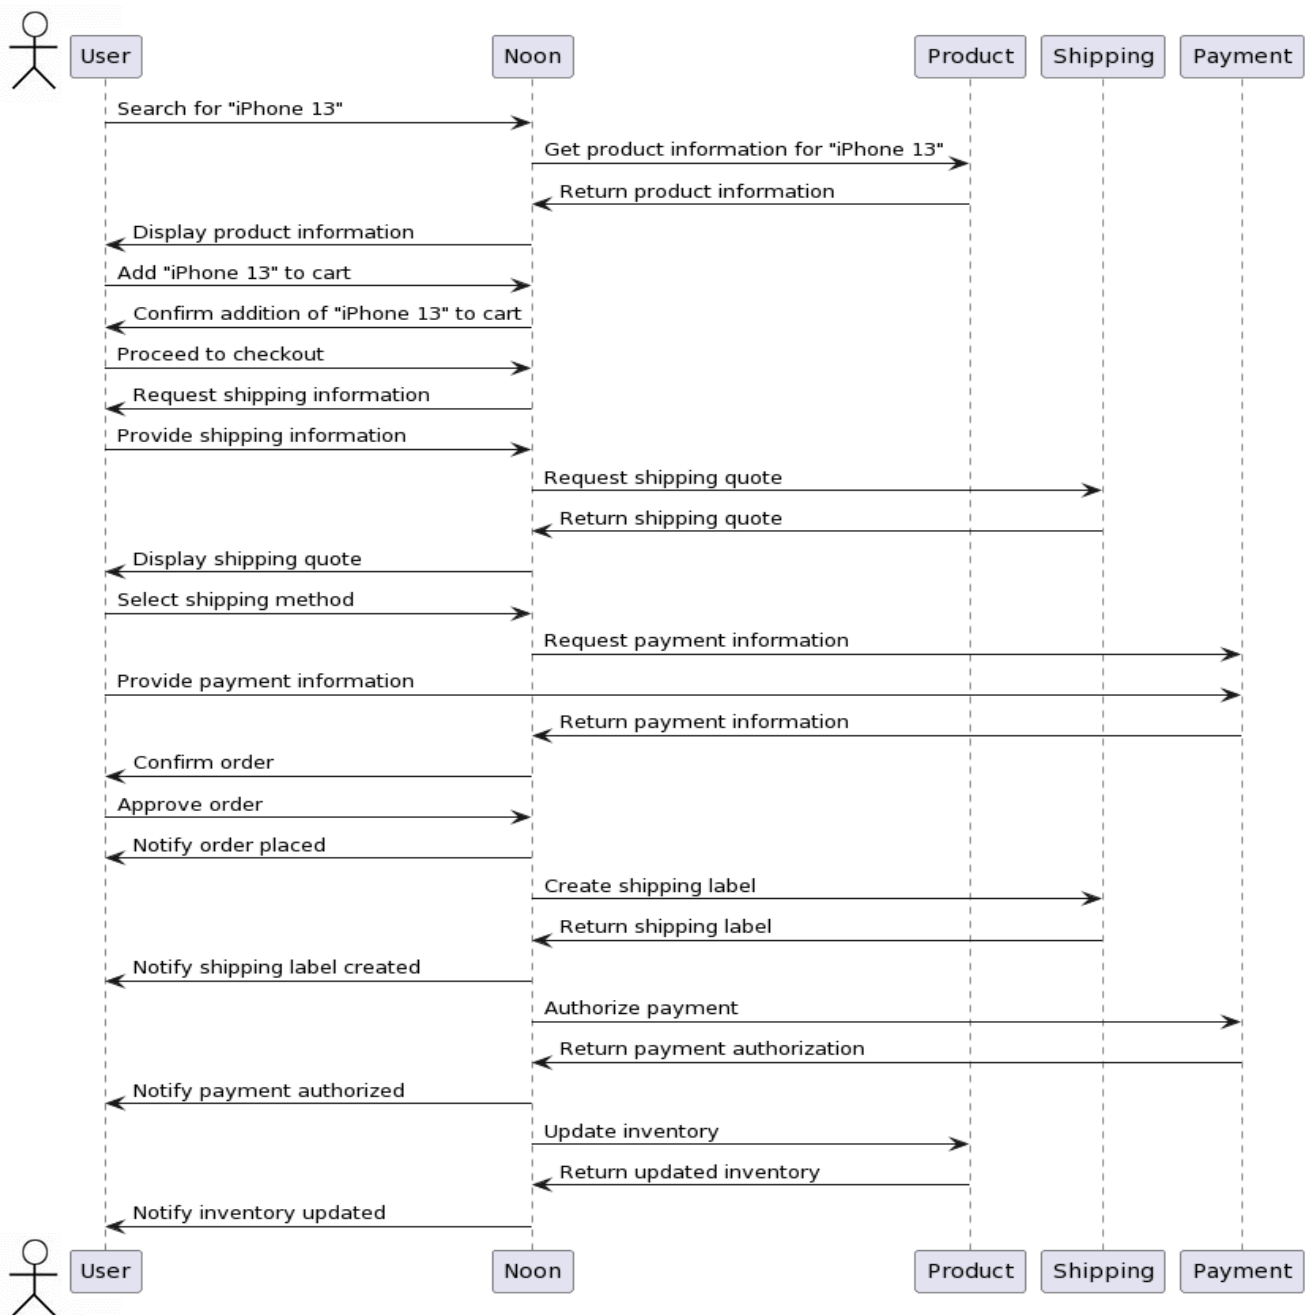 User Noon Product Shipping Payment
Search for "iPhone 13"
Get product information for "iPhone 13"
Return product information
Display product information
Add "iPhone 13" to cart
Confirm addition of "iPhone 13" to cart
Proceed to checkout
Request shipping information
Provide shipping information
Request shipping quote
Return shipping quote
Display shipping quote
Select shipping method
Request payment information
Provide payment information
Return payment information
Confirm order
Approve order
Notify order placed
Create shipping label
Return shipping label
Notify shipping label created
Authorize payment
Return payment authorization
Notify payment authorized
Update inventory
Return updated inventory
Notify inventory updated
User Noon Product Shipping Payment